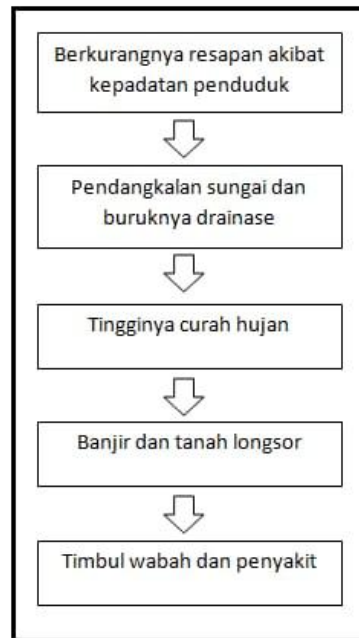 Berkurangnya resapan akibat
kepadatan penduduk
Pendangkalan sungai dan
buruknya drainase
Tingginya curah hujan
Banjir dan tanah longsor
Timbul wabah dan penyakit